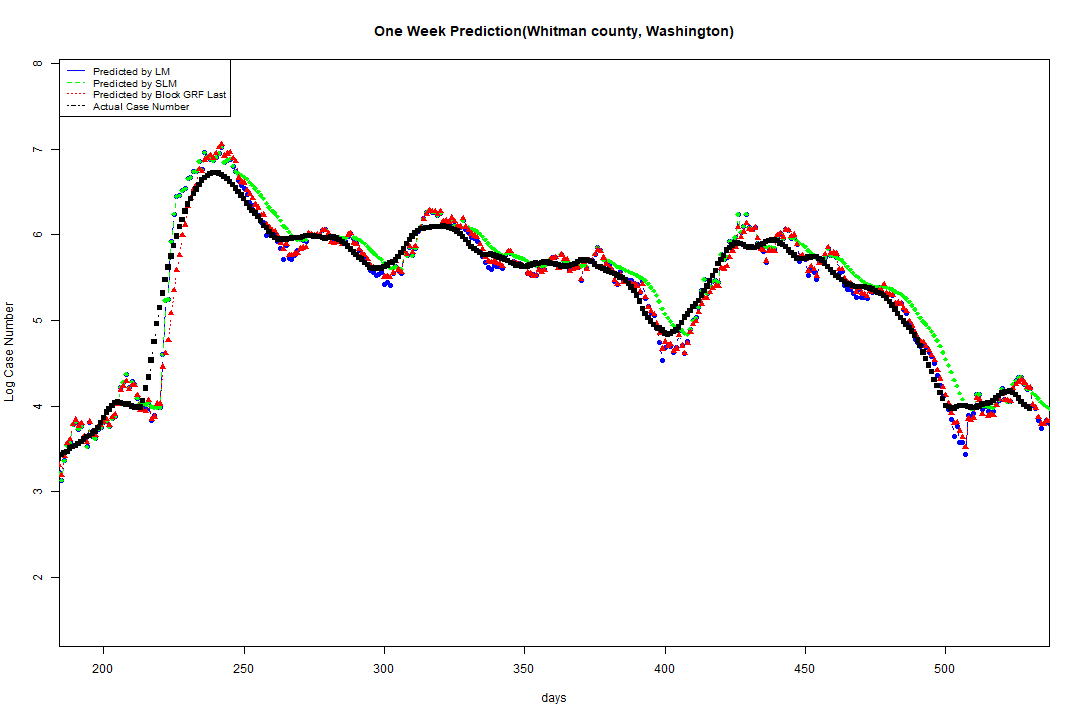 One Week Prediction(Whitman county, Washington)
Predicted by LM
Predicted by SLM
Predicted by Block GRF Last
Actual Case Number
8
7
6
5
4
3
2
Log Case Number
200 250 300 350 400 450 500
days